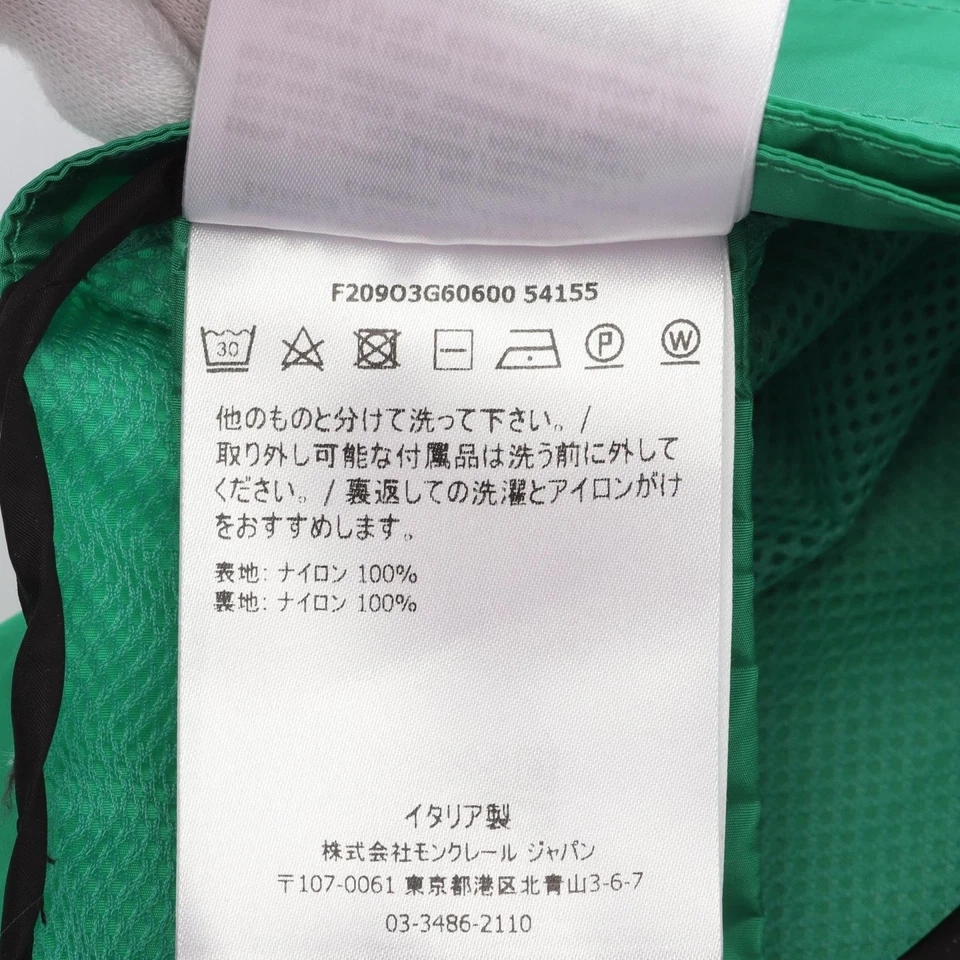 F209O3G60600 54155
30
P
W
他のものと分けて洗って下さい。/
取り外し可能な付属品は洗う前に外して
ください。/ 裏返しての洗濯とアイロンがけ
をおすすめします。
表地: ナイロン 100%
裏地: ナイロン 100%
イタリア製
株式会社モンクレール ジャパン
〒107-0061 東京都港区北青山3-6-7
03-3486-2110